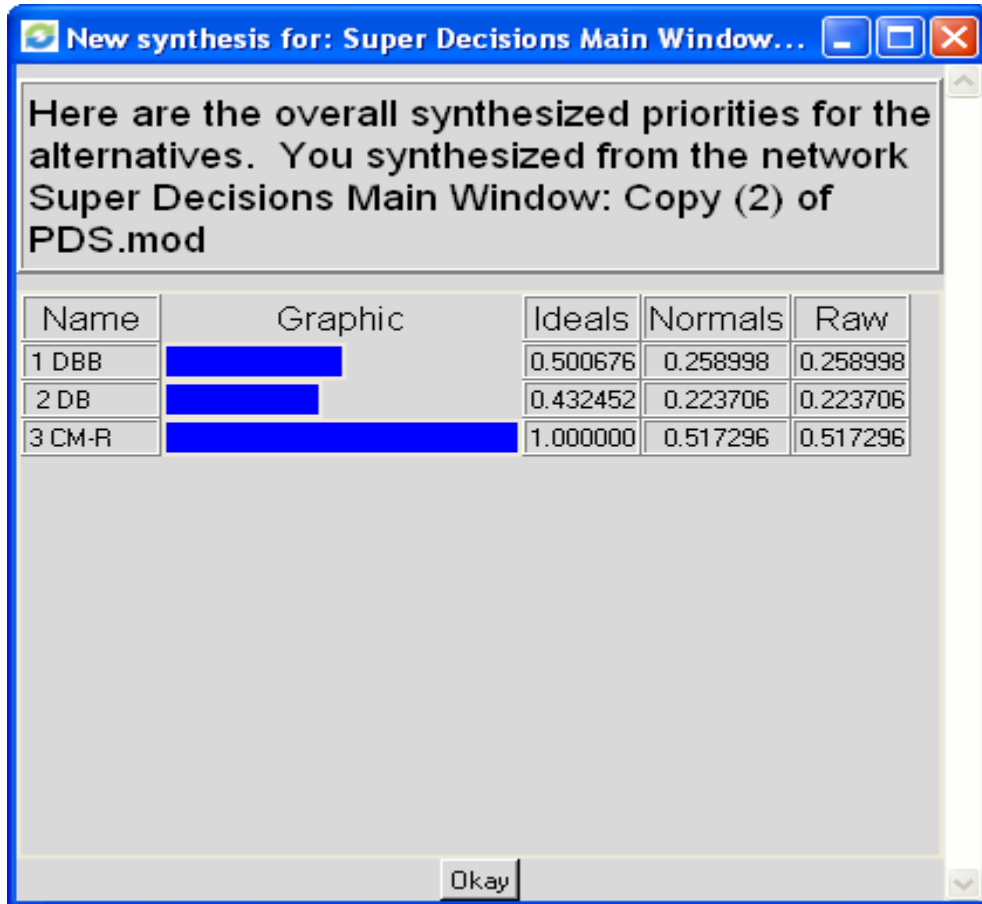 New synthesis for: Super Decisions Main Window...
Here are the overall synthesized priorities for the
alternatives.  You synthesized from the network
Super Decisions Main Window: Copy (2) of
PDS.mod
Name Graphic Ideals Normals Raw
1 DBB 0.500676 0.258998 0.258998
2 DB 0.432452 0.223706 0.223706
3 CM-R 1.000000 0.517296 0.517296
Okay